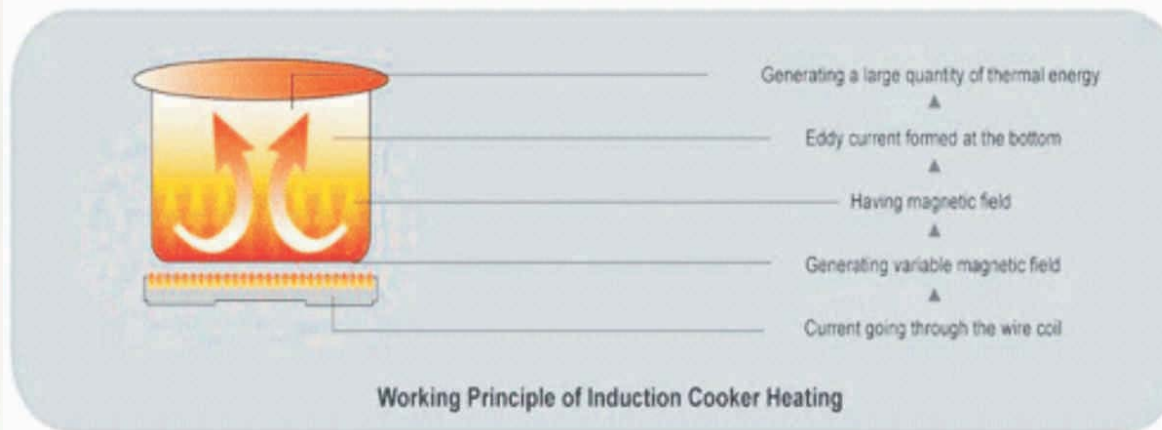 Generating a large quantity of thermal energy
Eddy current formed at the bottom
Having magnetic field
Generating variable magnetic field
Current going through the wire coil
Working Principle of Induction Cooker Heating